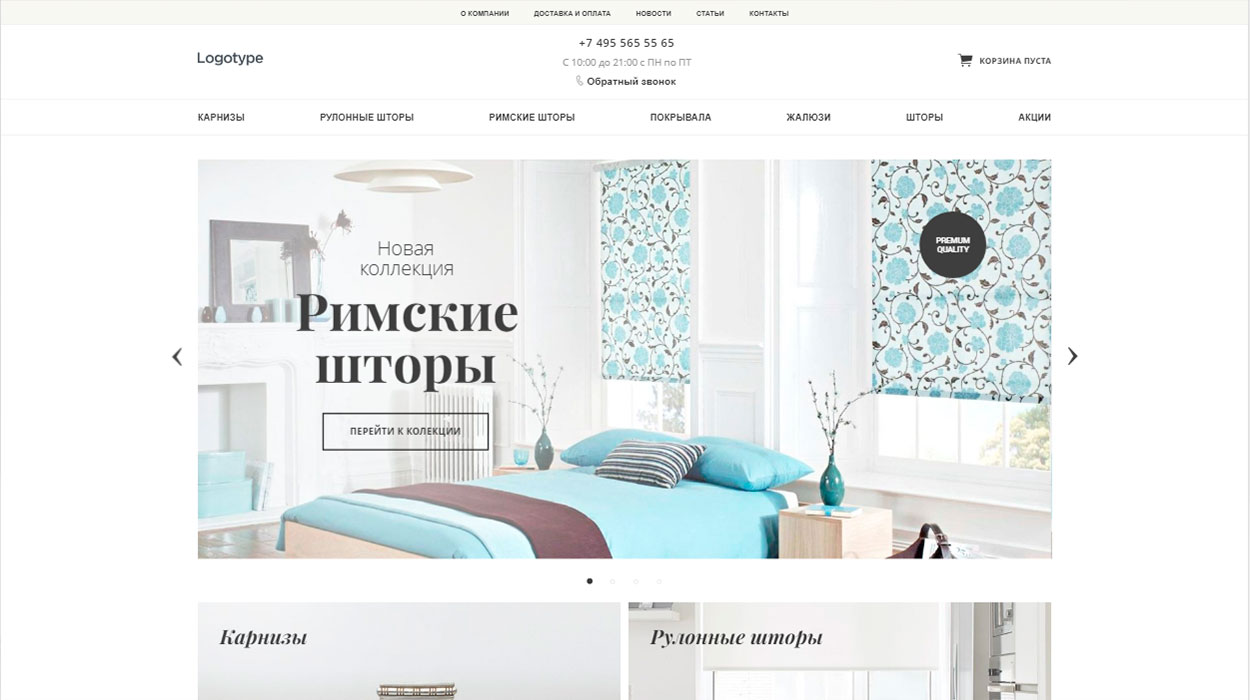 О КОМПАНИИ ДОСТАВКА И ОПЛАТА НОВОСТИ СТАТЬИ КОНТАКТЫ
Logotype
+7 495 565 55 65
С 10:00 до 21:00 с ПН по ПТ
Обратный звонок
КОРЗИНА ПУСТА
КАРНИЗЫ РУЛОННЫЕ ШТОРЫ РИМСКИЕ ШТОРЫ ПОКРЫВАЛА ЖАЛЮЗИ ШТОРЫ АКЦИИ
Новая
коллекция
Римские
шторы
ПЕРЕЙТИ К КОЛЕКЦИИ
PREMIUM
QUALITY
Карнизы
Рулонные шторы